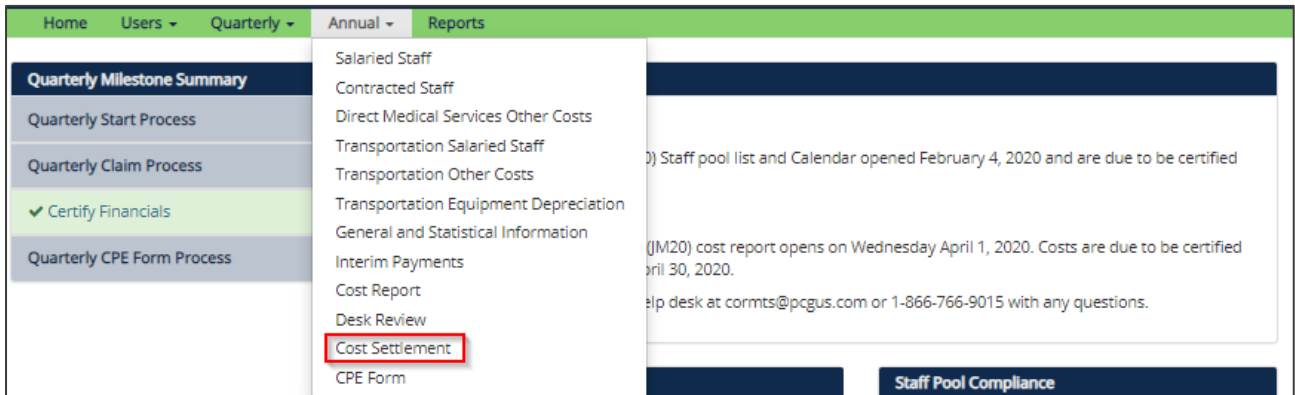 Home Users Quarterly Annual Reports
Quarterly Milestone Summary
Quarterly Start Process
Quarterly Claim Process
Certify Financials
Quarterly CPE Form Process
Salaried Staff
Contracted Staff
Direct Medical Services Other Costs
Transportation Salaried Staff
Transportation Other Costs
Transportation Equipment Depreciation
General and Statistical Information
Interim Payments
Cost Report
Desk Review
Cost Settlement
CPE Form
0) Staff pool list and Calendar opened February 4, 2020 and are due to be certified
(JM20) cost report opens on Wednesday April 1, 2020. Costs are due to be certified
pril 30, 2020.
elp desk at cormts@pcgus.com or 1-866-766-9015 with any questions.
Staff Pool Compliance